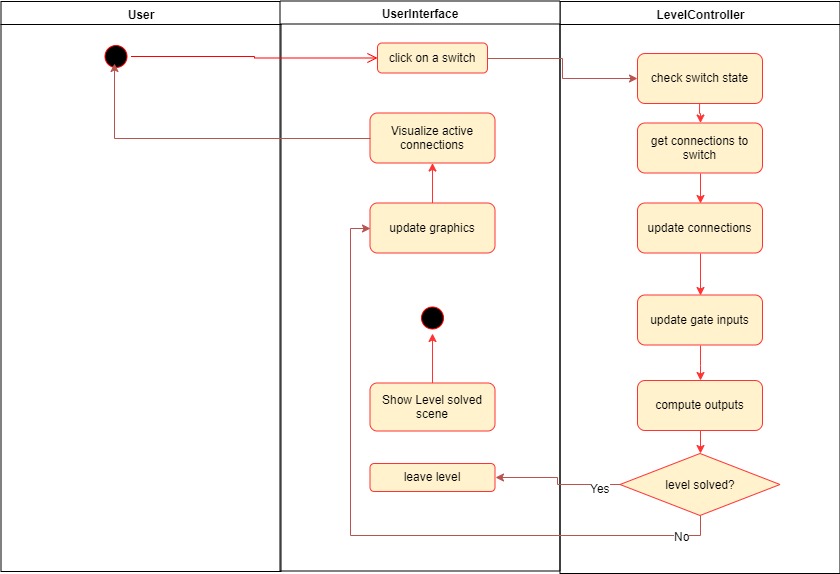 User
UserInterface
LevelController
click on a switch
check switch state
Visualize active
connections
get connections to
switch
update graphics
update connections
update gate inputs
Show Level solved
scene
compute outputs
leave level
Yes
level solved?
No